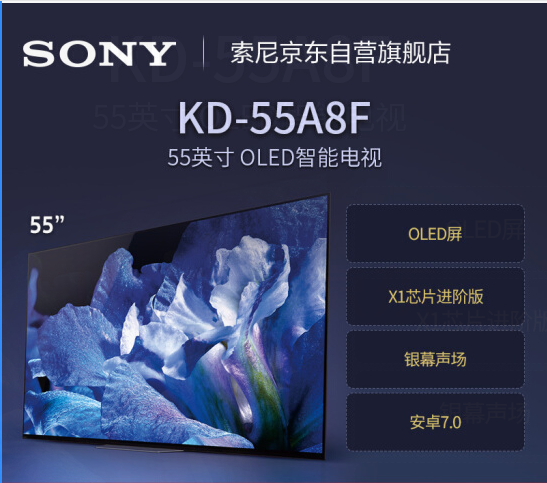 SONY | 索尼京东自营旗舰店
KD-55A8F
55英寸 OLED智能电视
55”
OLED屏
X1芯片进阶版
银幕声场
安卓7.0